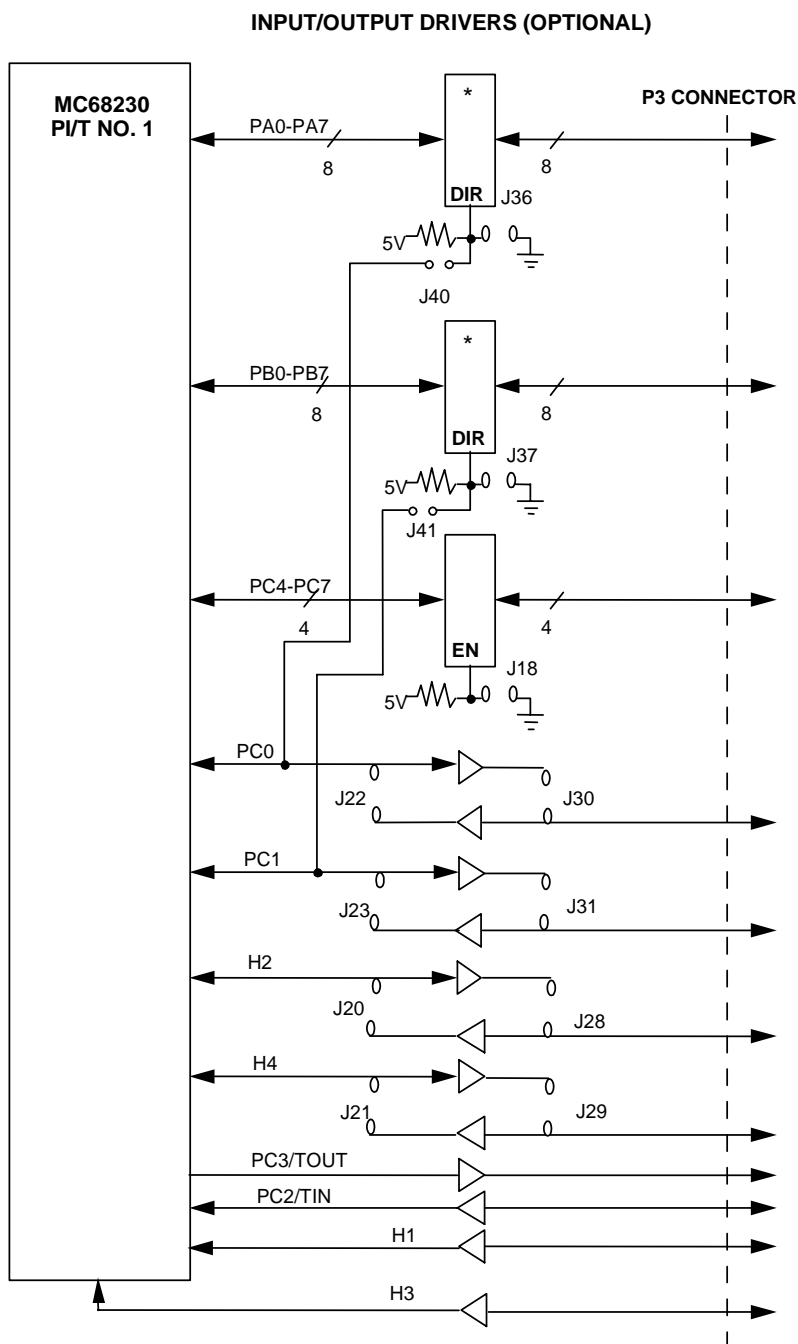 INPUT/OUTPUT DRIVERS (OPTIONAL)
MC68230
PI/T NO. 1
P3 CONNECTOR
*
PA0-PA7
8
8
DIR
J36
5V
J40
*
PB0-PB7
8
8
DIR
J37
5V
J41
PC4-PC7
4
4
EN
J18
5V
PC0
J22
J30
PC1
J23
J31
H2
J20
J28
H4
J21
J29
PC3/TOUT
PC2/TIN
H1
H3